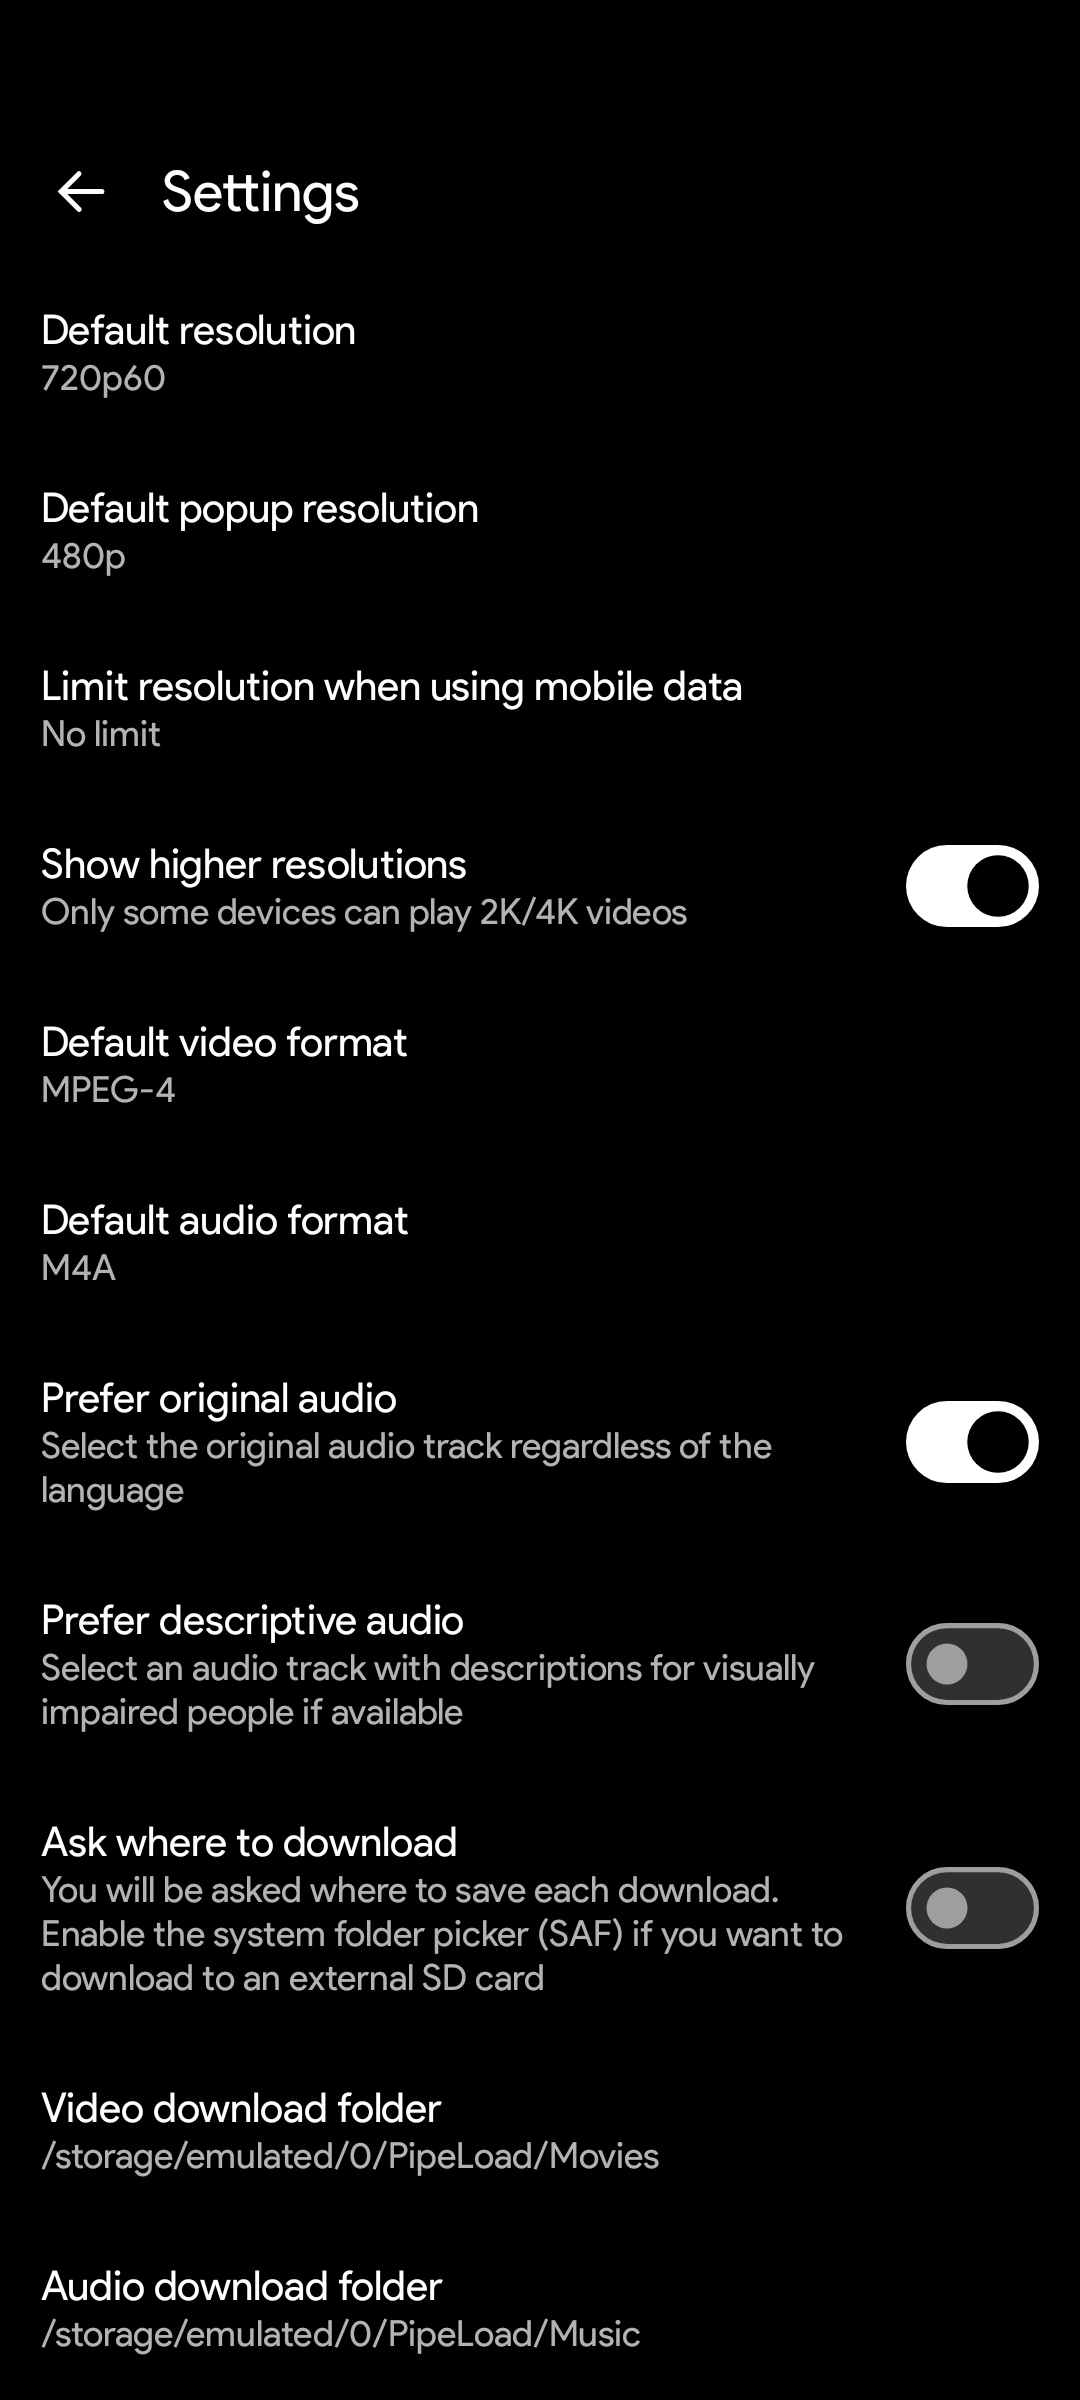 Settings
Default resolution
720p60
Default popup resolution
480p
Limit resolution when using mobile data
No limit
Show higher resolutions
Only some devices can play 2K/4K videos
Default video format
MPEG-4
Default audio format
M4A
Prefer original audio
Select the original audio track regardless of the
language
Prefer descriptive audio
Select an audio track with descriptions for visually
impaired people if available
Ask where to download
You will be asked where to save each download.
Enable the system folder picker (SAF) if you want to
download to an external SD card
Video download folder
/storage/emulated/0/PipeLoad/Movies
Audio download folder
/storage/emulated/0/PipeLoad/Music